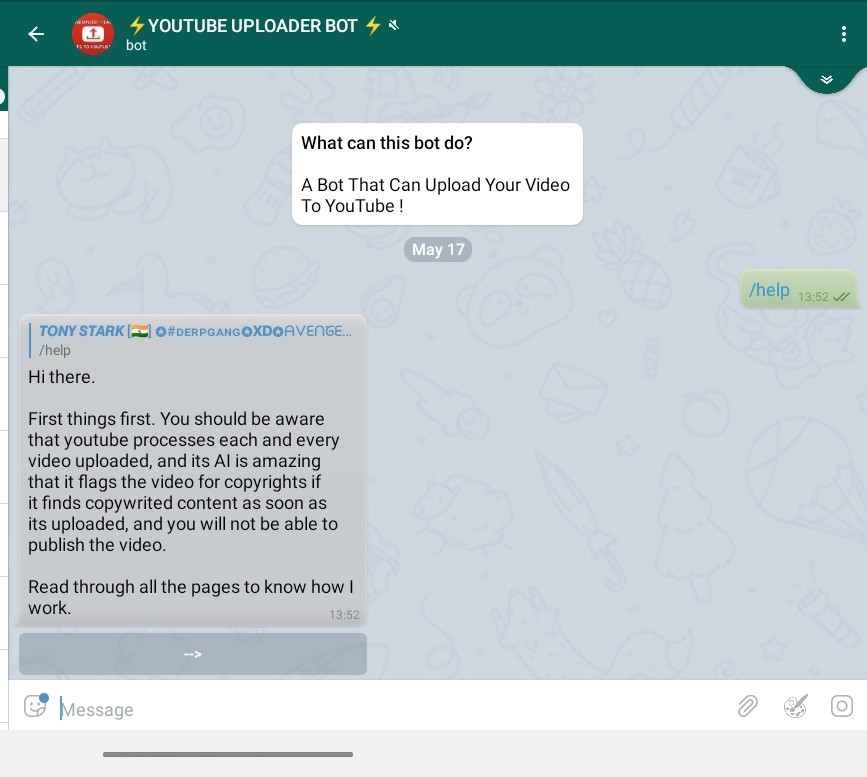 ⚡YOUTUBE UPLOADER BOT ⚡
bot
What can this bot do?
A Bot That Can Upload Your Video
To YouTube !
May 17
/help 13:52
TONY STARK [🇮🇳] ✪#ᴅᴇʀᴘɢᴀɴɢ✪XD✪ᗩᐯEᑎGE...
/help
Hi there.
First things first. You should be aware
that youtube processes each and every
video uploaded, and its AI is amazing
that it flags the video for copyrights if
it finds copywrited content as soon as
its uploaded, and you will not be able to
publish the video.
Read through all the pages to know how I
work.
13:52
-->
Message